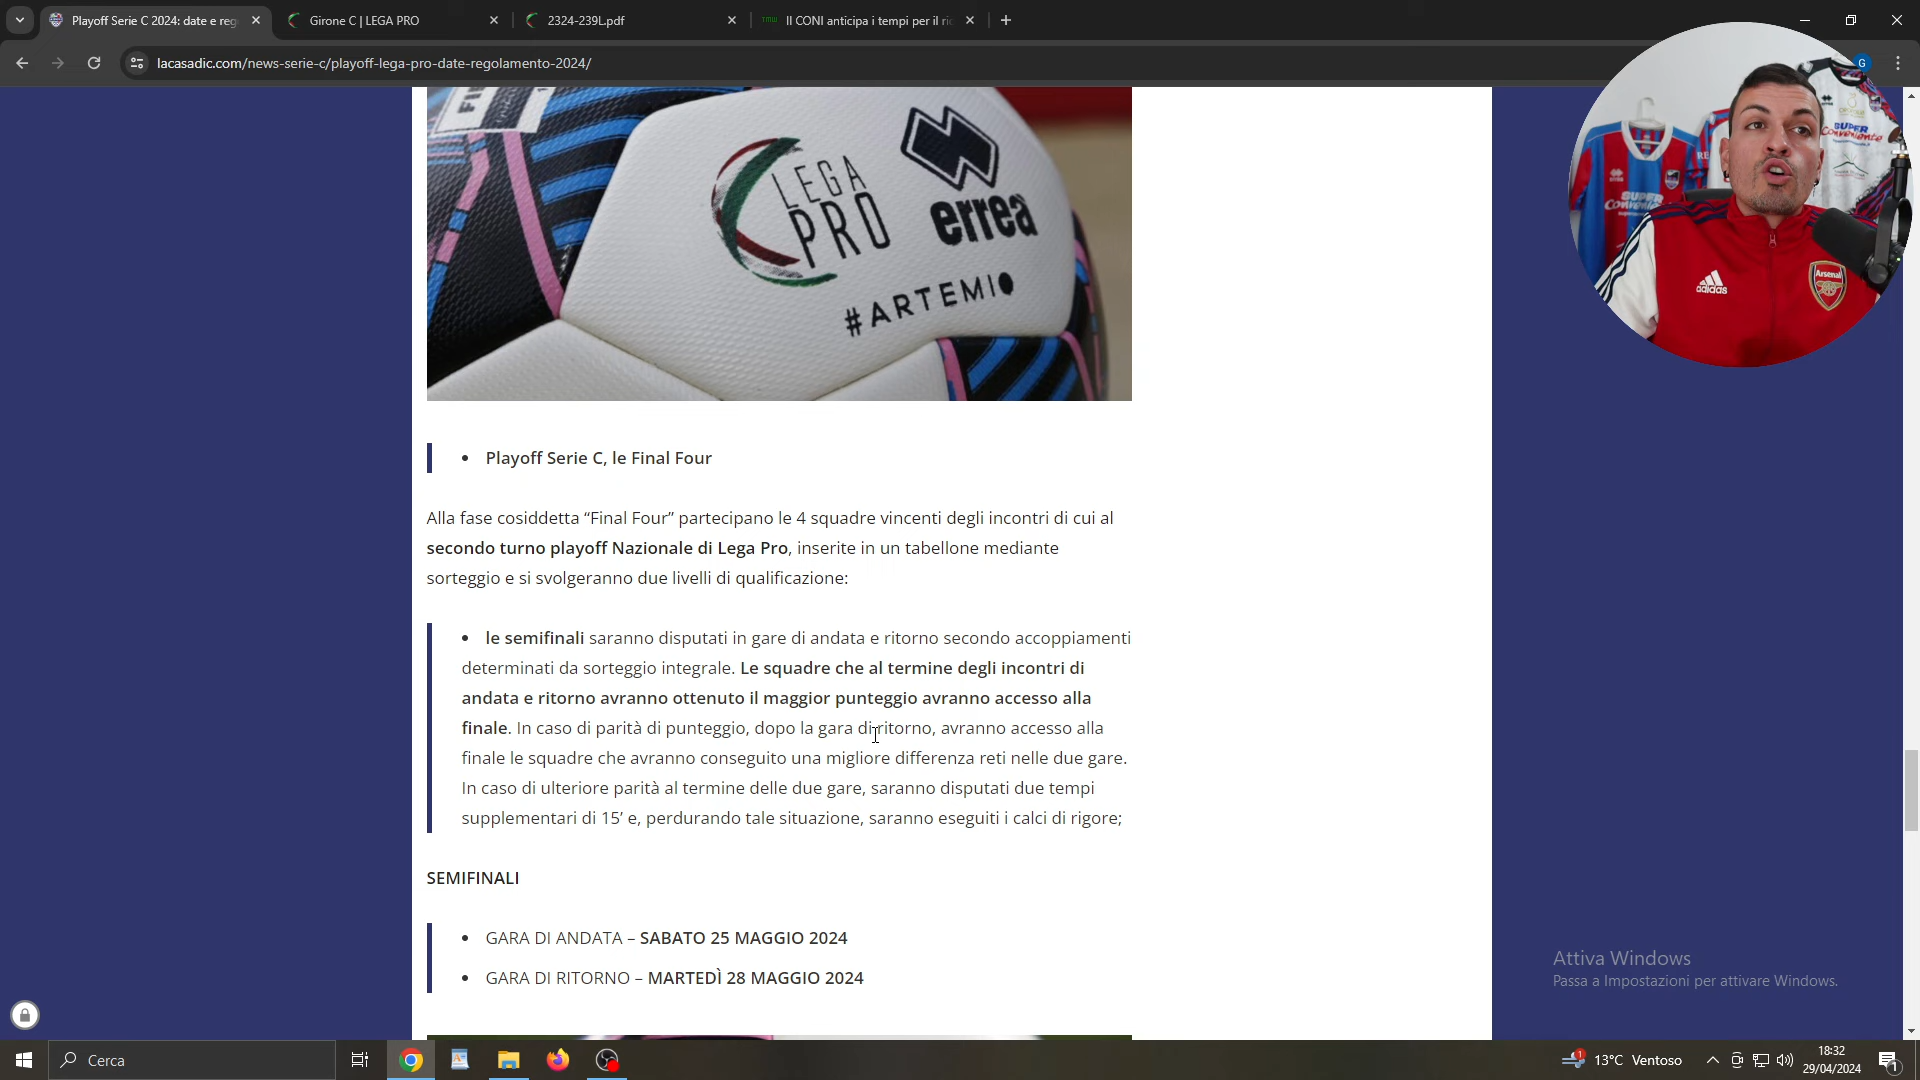 Playoff Serie C 2024: date e reg
Girone C | LEGA PRO
2324-239L.pdf
TMW
Il CONI anticipa i tempi per il ri
lacasadic.com/news-serie-c/playoff-lega-pro-date-regolamento-2024/
G
LEGA
PRO
errea
#ARTEMIO
SUPER
Conveniente
SUPER
adidas
Arsenal
• Playoff Serie C, le Final Four
Alla fase cosiddetta “Final Four” partecipano le 4 squadre vincenti degli incontri di cui al
secondo turno playoff Nazionale di Lega Pro, inserite in un tabellone mediante
sorteggio e si svolgeranno due livelli di qualificazione:
• le semifinali saranno disputati in gare di andata e ritorno secondo accoppiamenti
determinati da sorteggio integrale. Le squadre che al termine degli incontri di
andata e ritorno avranno ottenuto il maggior punteggio avranno accesso alla
finale. In caso di parità di punteggio, dopo la gara di ritorno, avranno accesso alla
finale le squadre che avranno conseguito una migliore differenza reti nelle due gare.
In caso di ulteriore parità al termine delle due gare, saranno disputati due tempi
supplementari di 15’ e, perdurando tale situazione, saranno eseguiti i calci di rigore;
SEMIFINALI
• GARA DI ANDATA – SABATO 25 MAGGIO 2024
• GARA DI RITORNO – MARTEDÌ 28 MAGGIO 2024
Attiva Windows
Passa a Impostazioni per attivare Windows.
Cerca
1
13°C Ventoso
18:32
29/04/2024
1